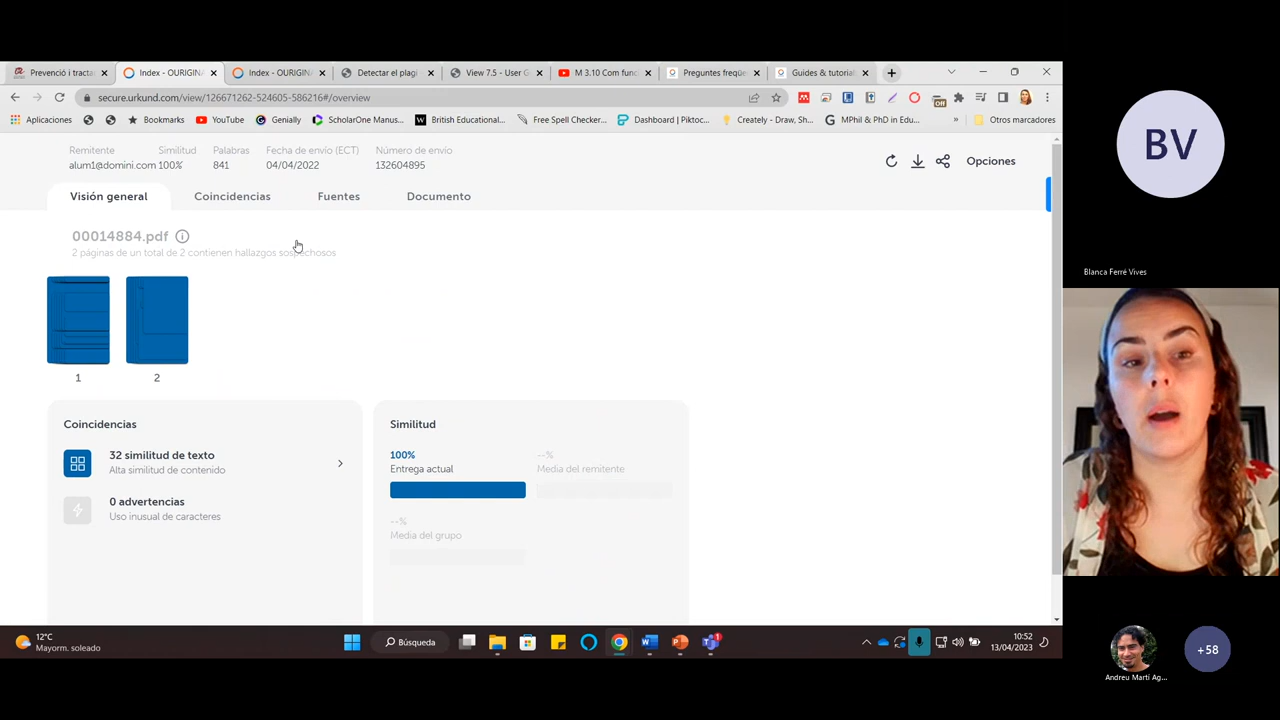 Prevenció i tracta
Index - OURIGINA
Index - OURIGIN
Detectar el plagi
View 7.5 - User G
M 3.10 Com func
Preguntes freqüe
Guides & tutorial
secure.urkund.com/view/126671262-524605-586216#/overview
Off
Aplicaciones
Bookmarks
YouTube
Genially
ScholarOne Manus...
British Educational...
Free Spell Checker...
Dashboard | Piktoc...
Creately - Draw, Sh...
MPhil & PhD in Edu...
»
Otros marcadores
Remitente Similitud Palabras Fecha de envío (ECT) Número de envío
alum1@domini.com 100% 841 04/04/2022 132604895
Opciones
Visión general Coincidencias Fuentes Documento
00014884.pdf
2 páginas de un total de 2 contienen hallazgos sospechosos
1 2
Coincidencias
32 similitud de texto
Alta similitud de contenido
0 advertencias
Uso inusual de caracteres
Similitud
100%
Entrega actual
--%
Media del remitente
--%
Media del grupo
12°C
Mayorm. soleado
Búsqueda
1
10:52
13/04/2023
BV
Blanca Ferré Vives
+58
Andreu Martí Ag...